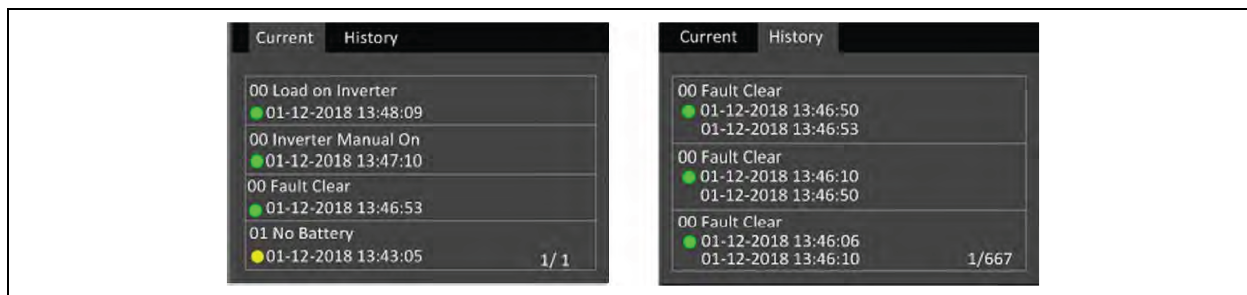 Current History
00 Load on Inverter
01-12-2018 13:48:09
00 Inverter Manual On
01-12-2018 13:47:10
00 Fault Clear
01-12-2018 13:46:53
01 No Battery
01-12-2018 13:43:05
1/ 1
Current History
00 Fault Clear
01-12-2018 13:46:50
01-12-2018 13:46:53
00 Fault Clear
01-12-2018 13:46:10
01-12-2018 13:46:50
00 Fault Clear
01-12-2018 13:46:06
01-12-2018 13:46:10
1/667